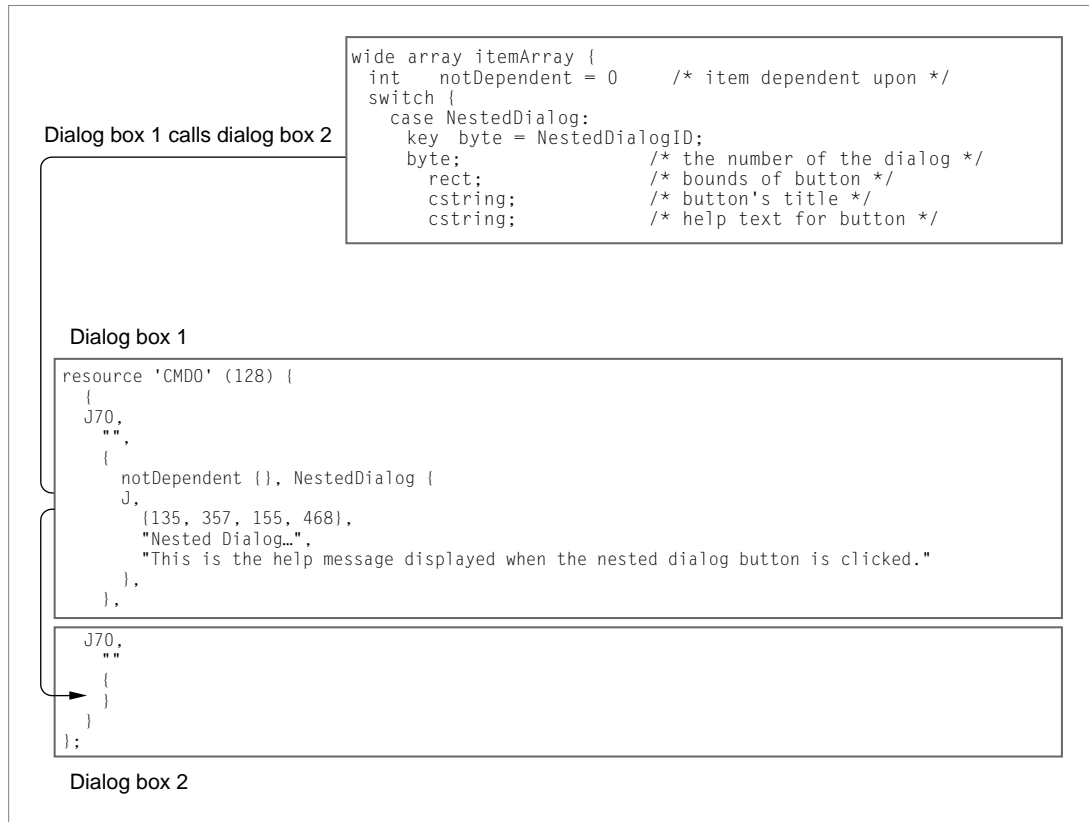 wide array itemArray {
int notDependent = 0 /* item dependent upon */
switch {
case NestedDialog:
key byte = NestedDialogID;
byte; /* the number of the dialog */
rect; /* bounds of button */
cstring; /* button's title */
cstring; /* help text for button */
Dialog box 1 calls dialog box 2
Dialog box 1
resource 'CMDO' (128) {
{
J70,
"",
{
notDependent {}, NestedDialog {
J,
{135, 357, 155, 468},
"Nested Dialog…",
"This is the help message displayed when the nested dialog button is clicked."
},
},
J70,
""
{
}
}
};
Dialog box 2